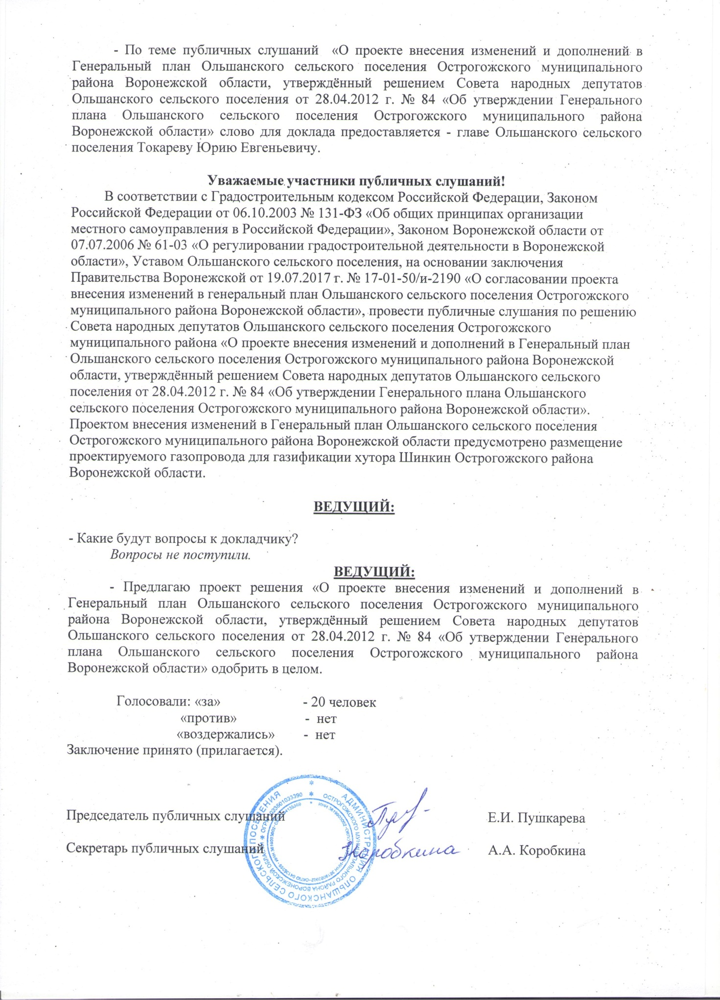 - По теме публичных слушаний «О проекте внесения изменений и дополнений в
Генеральный план Ольшанского сельского поселения Острогожского муниципального
района Воронежской области, утверждённый решением Совета народных депутатов
Ольшанского сельского поселения от 28.04.2012 г. № 84 «Об утверждении Генерального
плана Ольшанского сельского поселения Острогожского муниципального района
Воронежской области» слово для доклада предоставляется - главе Ольшанского сельского
поселения Токареву Юрию Евгеньевичу.
Уважаемые участники публичных слушаний!
В соответствии с Градостроительным кодексом Российской Федерации, Законом
Российской Федерации от 06.10.2003 № 131-ФЗ «Об общих принципах организации
местного самоуправления в Российской Федерации», Законом Воронежской области от
07.07.2006 № 61-03 «О регулировании градостроительной деятельности в Воронежской
области», Уставом Ольшанского сельского поселения, на основании заключения
Правительства Воронежской от 19.07.2017 г. № 17-01-50/и-2190 «О согласовании проекта
внесения изменений в генеральный план Ольшанского сельского поселения Острогожского
муниципального района Воронежской области», провести публичные слушания по решению
Совета народных депутатов Ольшанского сельского поселения Острогожского
муниципального района «О проекте внесения изменений и дополнений в Генеральный план
Ольшанского сельского поселения Острогожского муниципального района Воронежской
области, утверждённый решением Совета народных депутатов Ольшанского сельского
поселения от 28.04.2012 г. № 84 «Об утверждении Генерального плана Ольшанского
сельского поселения Острогожского муниципального района Воронежской области».
Проектом внесения изменений в Генеральный план Ольшанского сельского поселения
Острогожского муниципального района Воронежской области предусмотрено размещение
проектируемого газопровода для газификации хутора Шинкин Острогожского района
Воронежской области.
ВЕДУЩИЙ:
- Какие будут вопросы к докладчику?
Вопросы не поступили.
ВЕДУЩИЙ:
- Предлагаю проект решения «О проекте внесения изменений и дополнений в
Генеральный план Ольшанского сельского поселения Острогожского муниципального
района Воронежской области, утверждённый решением Совета народных депутатов
Ольшанского сельского поселения от 28.04.2012 г. № 84 «Об утверждении Генерального
плана Ольшанского сельского поселения Острогожского муниципального района
Воронежской области» одобрить в целом.
Голосовали: «за» - 20 человек
«против» - нет
«воздержались» - нет
Заключение принято (прилагается).
Председатель публичных слушаний Е.И. Пушкарева
Секретарь публичных слушаний Коробкина А.А. Коробкина
АДМИНИСТРАЦИЯ ОЛЬШАНСКОГО СЕЛЬСКОГО ПОСЕЛЕНИЯ
ОСТРОГОЖСКОГО МУНИЦИПАЛЬНОГО РАЙОНА ВОРОНЕЖСКОЙ ОБЛАСТИ